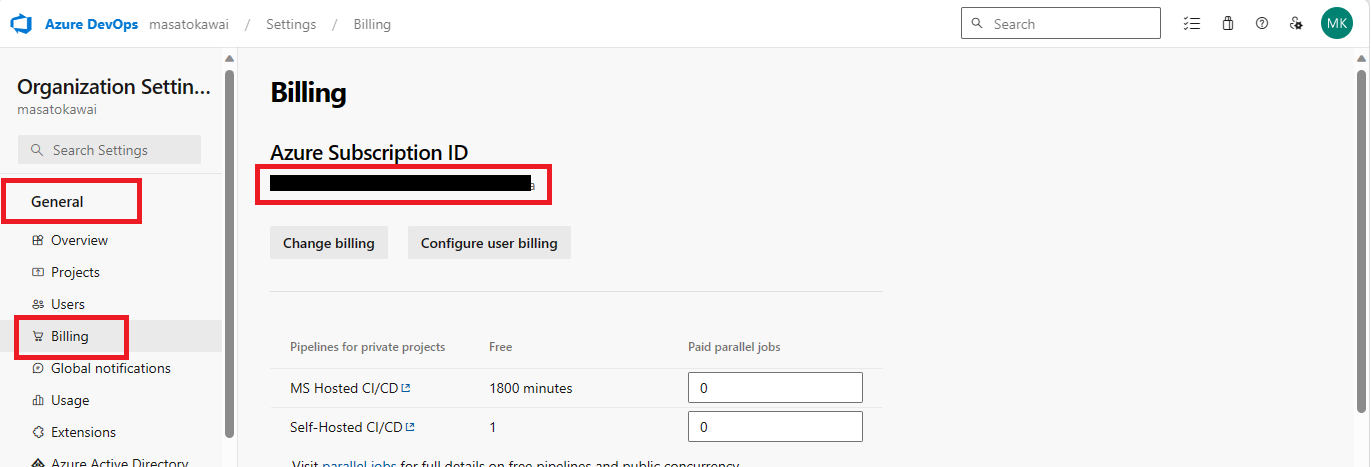 Azure DevOps masatokawai / Settings / Billing
Search
MK
Organization Settin...
masatokawai
Search Settings
General
Overview
Projects
Users
Billing
Global notifications
Usage
Extensions
Azure Active Directory
Billing
Azure Subscription ID
a
Change billing
Configure user billing
Pipelines for private projects Free Paid parallel jobs
MS Hosted CI/CD 1800 minutes 0
Self-Hosted CI/CD 1 0
Visit parallel jobs for full details on free pipelines and public concurrency